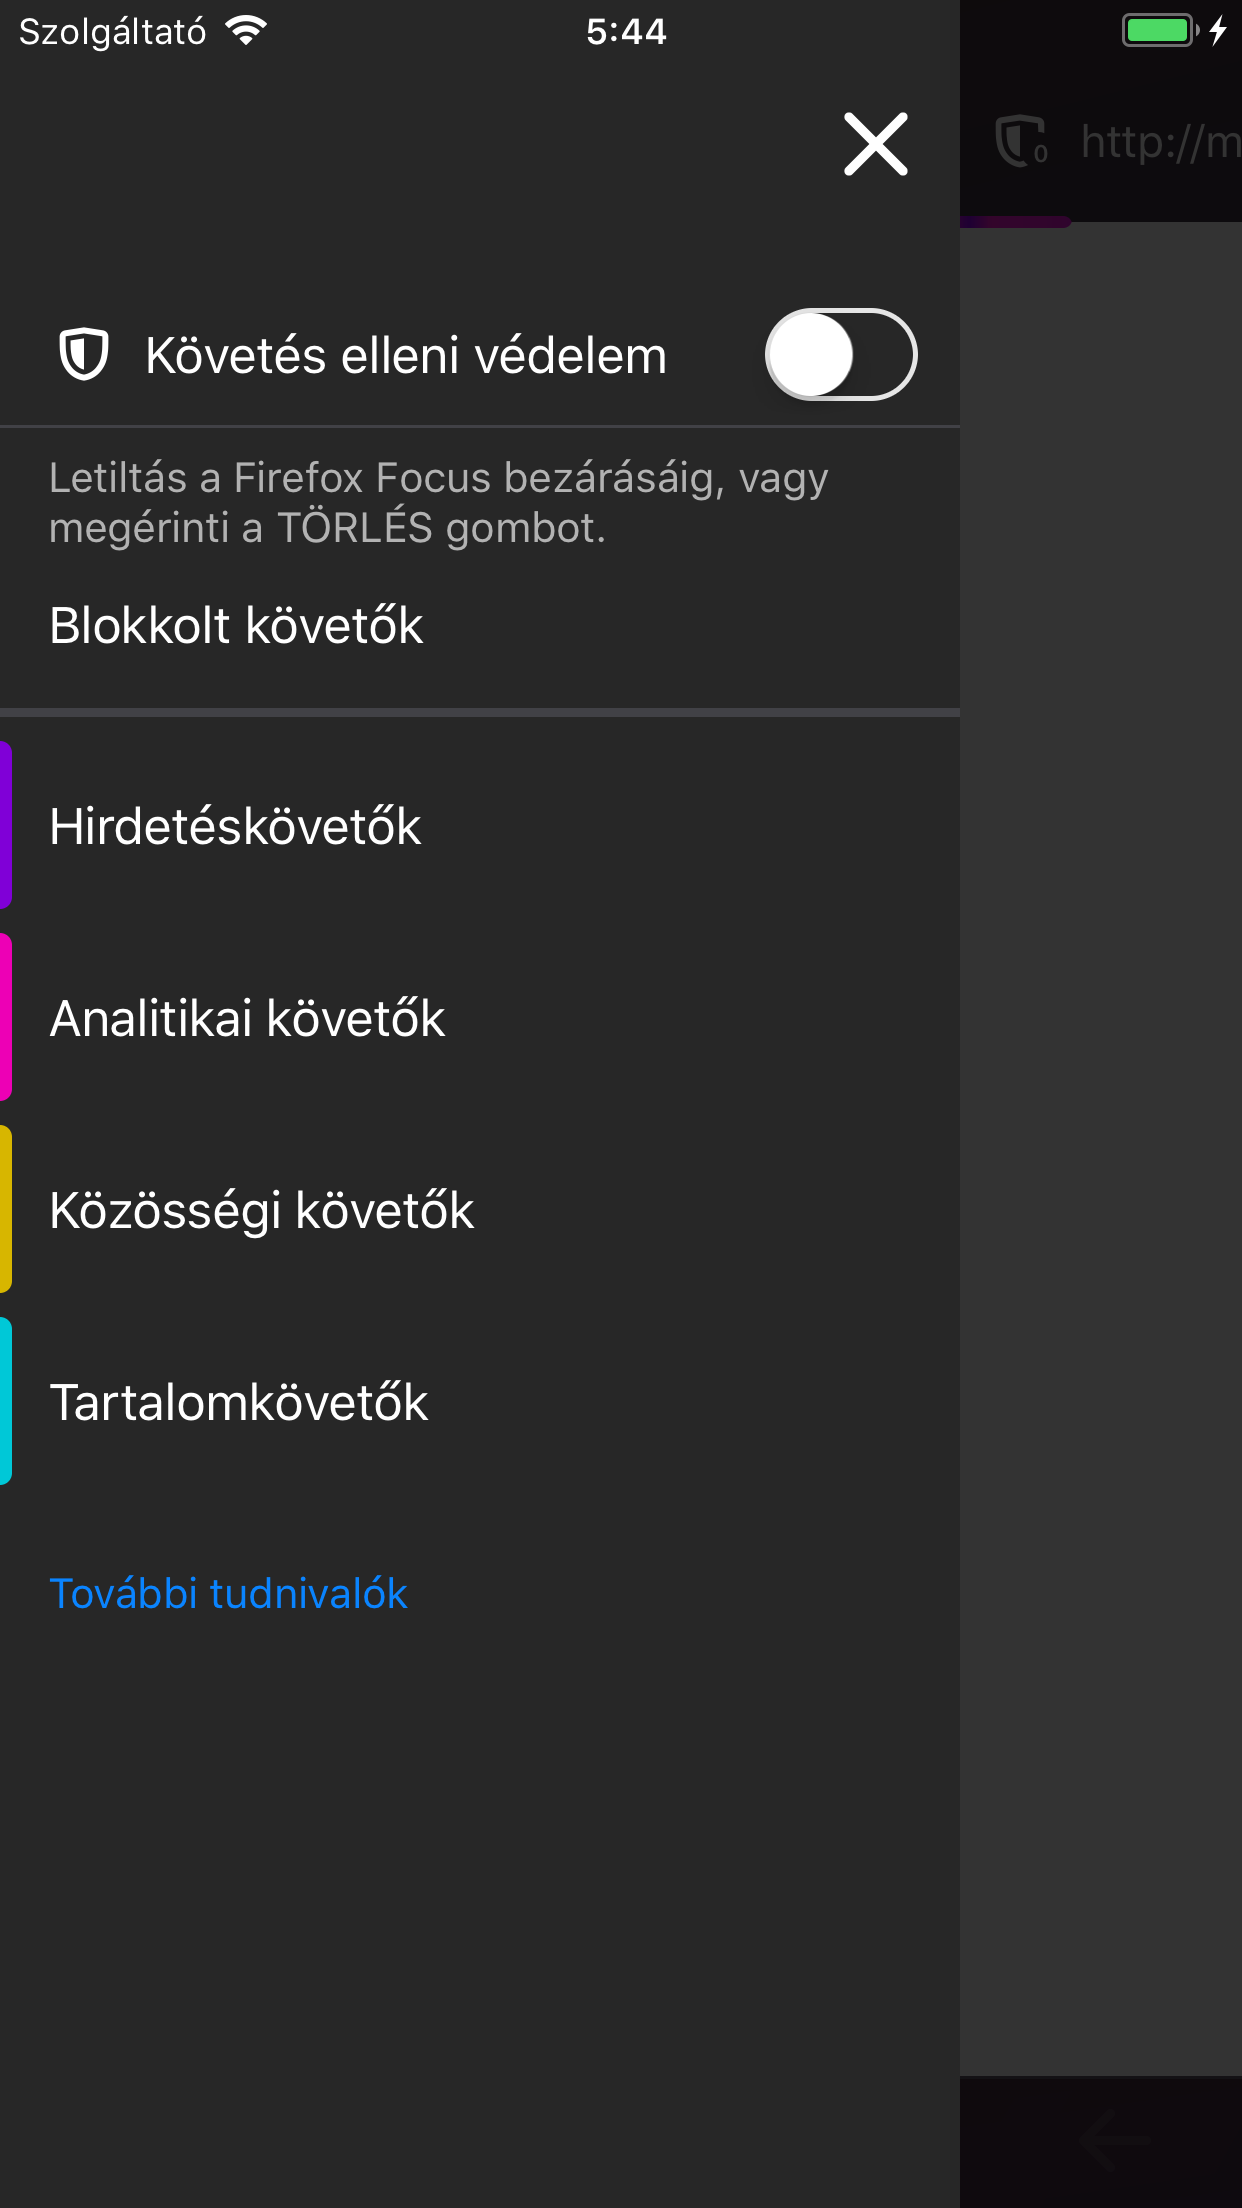 Szolgáltató
5:44
0
http://m
Követés elleni védelem
Letiltás a Firefox Focus bezárásáig, vagy
megérinti a TÖRLÉS gombot.
Blokkolt követők
Hirdetéskövetők
Analitikai követők
Közösségi követők
Tartalomkövetők
További tudnivalók